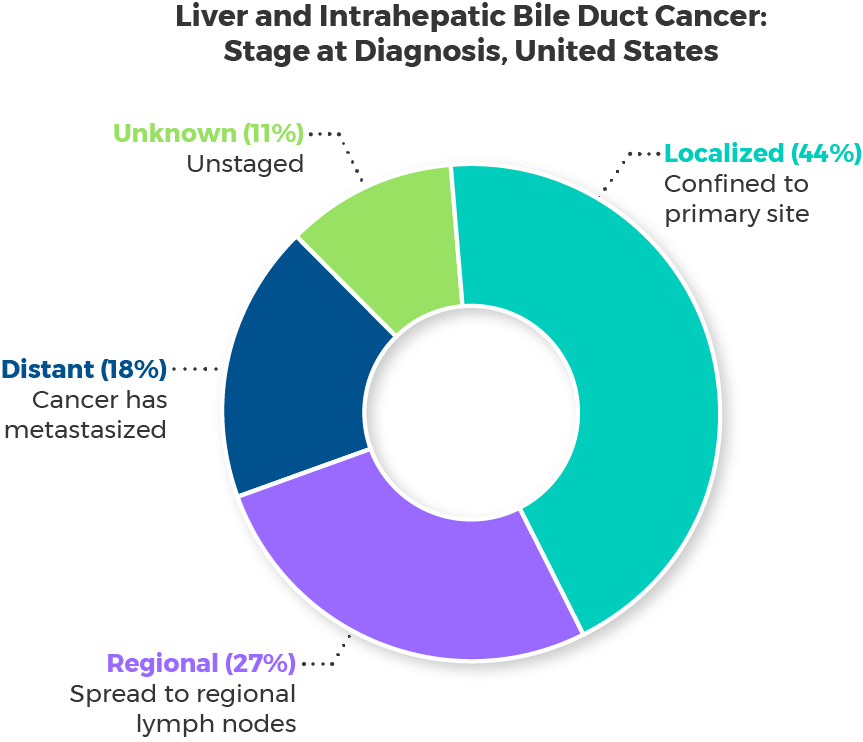 Liver and Intrahepatic Bile Duct Cancer:
Stage at Diagnosis, United States
Unknown (11%)
Unstaged
Localized (44%)
Confined to
primary site
Distant (18%)
Cancer has
metastasized
Regional (27%)
Spread to regional
lymph nodes